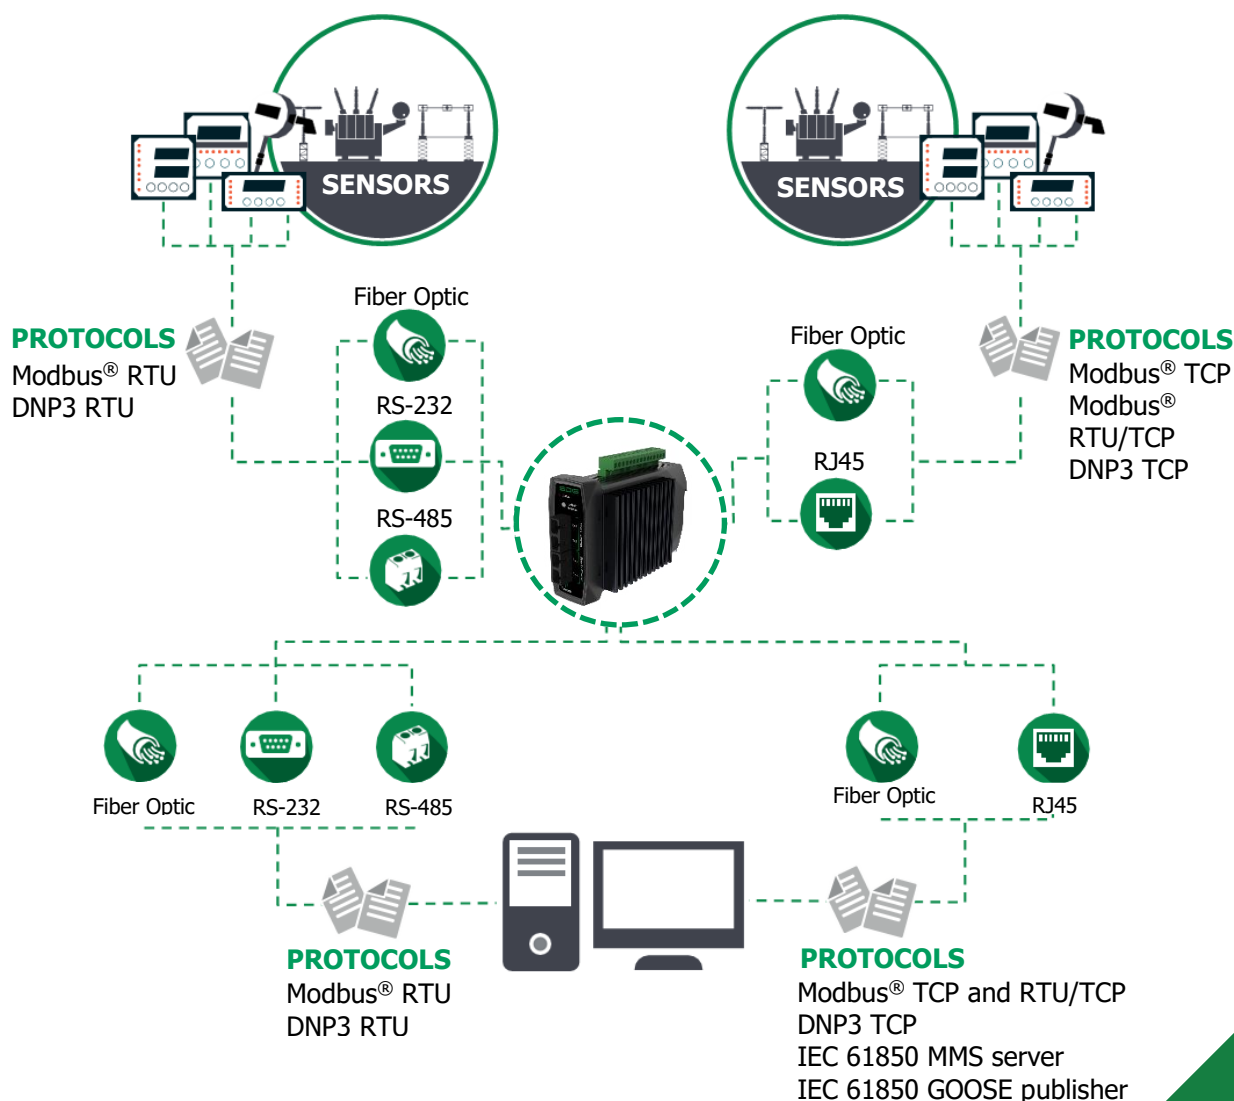 SENSORS
SENSORS
Fiber Optic
RS-232
RS-485
PROTOCOLS
Modbus® RTU
DNP3 RTU
Fiber Optic
RJ45
PROTOCOLS
Modbus® TCP
Modbus®
RTU/TCP
DNP3 TCP
Fiber Optic
RS-232
RS-485
Fiber Optic
RJ45
PROTOCOLS
Modbus® RTU
DNP3 RTU
PROTOCOLS
Modbus® TCP and RTU/TCP
DNP3 TCP
IEC 61850 MMS server
IEC 61850 GOOSE publisher